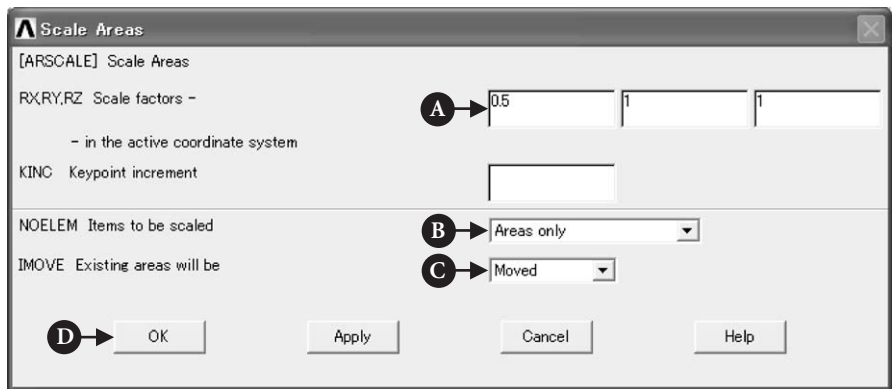 Scale Areas
[ARSCALE] Scale Areas
RX,RY,RZ Scale factors -
A 0.5 1 1
- in the active coordinate system
KINC Keypoint increment
NOELEM Items to be scaled B Areas only
IMOVE Existing areas will be C Moved
D OK Apply Cancel Help